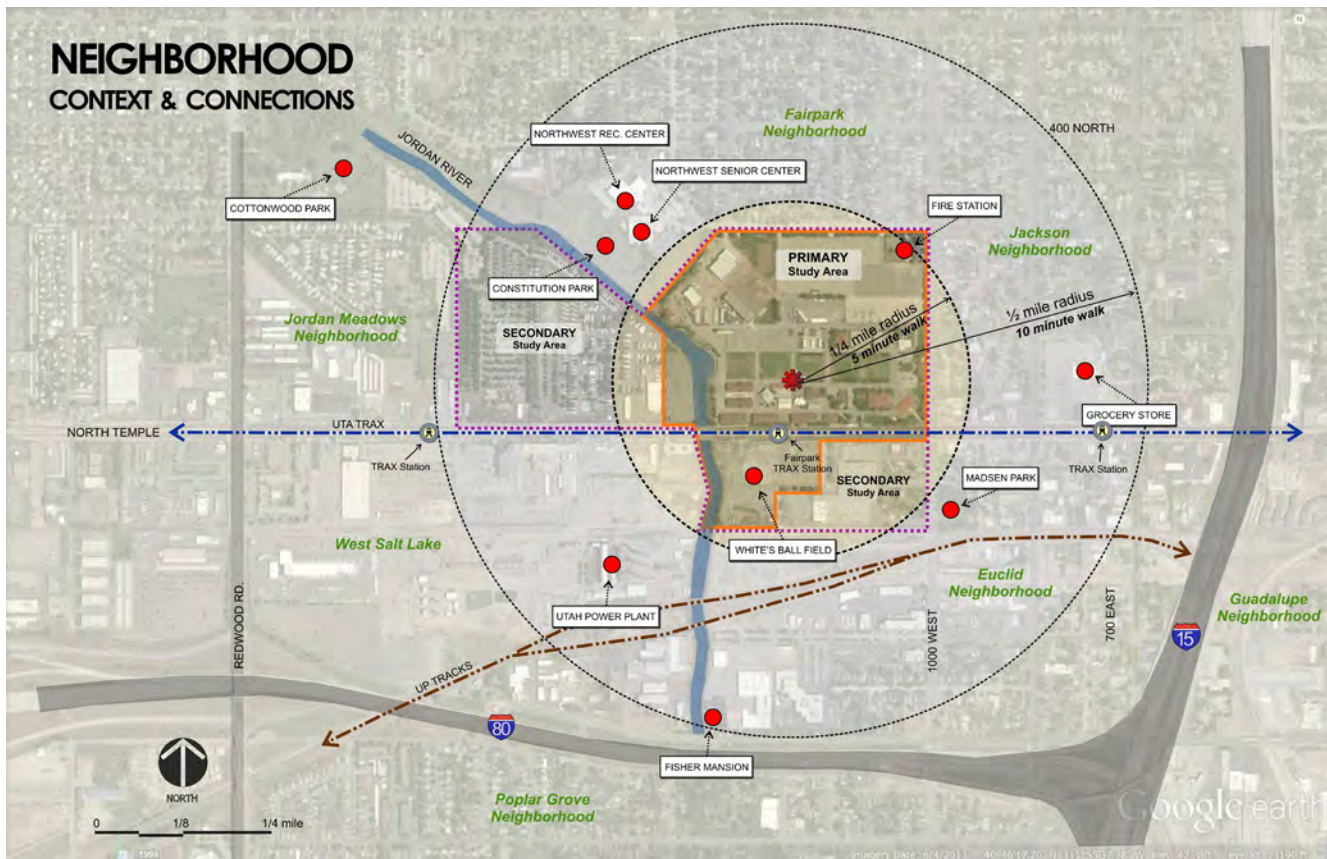 NEIGHBORHOOD
CONTEXT & CONNECTIONS
N
Fairpark
Neighborhood
400 NORTH
NORTHWEST REC. CENTER
JORDAN RIVER
NORTHWEST SENIOR CENTER
COTTONWOOD PARK
FIRE STATION
Jackson
Neighborhood
PRIMARY
Study Area
CONSTITUTION PARK
Jordan Meadows
Neighborhood
SECONDARY
Study Area
1/4 mile radius
5 minute walk
½ mile radius
10 minute walk
GROCERY STORE
NORTH TEMPLE
UTA TRAX
TRAX Station
Fairpark
TRAX Station
TRAX Station
SECONDARY
Study Area
MADSEN PARK
West Salt Lake
WHITE'S BALL FIELD
Euclid
Neighborhood
UTAH POWER PLANT
Guadalupe
Neighborhood
REDWOOD RD.
1000 WEST
700 EAST
15
UP TRACKS
80
FISHER MANSION
NORTH
Poplar Grove
Neighborhood
0 1/8 1/4 mile
Google earth
1994
Imagery Date: